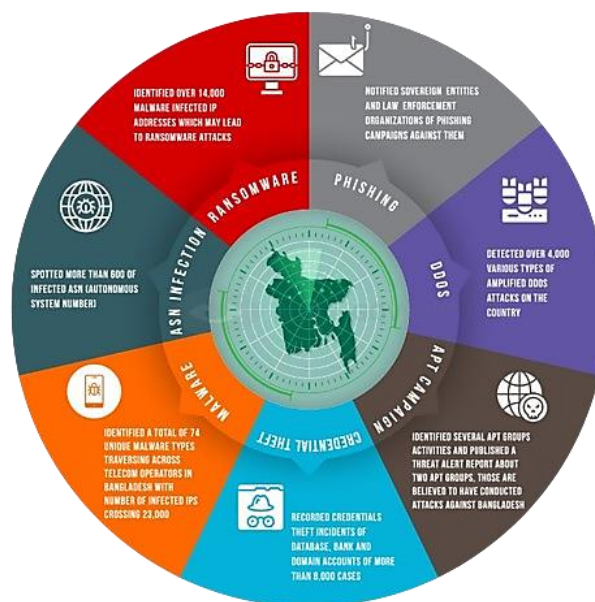 IDENTIFIED OVER 14,000
MALWARE INFECTED IP
ADDRESSES WHICH MAY LEAD
TO RANSOMWARE ATTACKS
RANSOMWARE
NOTIFIED SOVEREIGN ENTITIES
AND LAW ENFORCEMENT
ORGANIZATIONS OF PHISHING
CAMPAIGNS AGAINST THEM
PHISHING
DETECTED OVER 4,000
VARIOUS TYPES OF
AMPLIFIED DDOS
ATTACKS ON THE
COUNTRY
DDOS
IDENTIFIED SEVERAL APT GROUPS
ACTIVITIES AND PUBLISHED A
THREAT ALERT REPORT ABOUT
TWO APT GROUPS, THOSE ARE
BELIEVED TO HAVE CONDUCTED
ATTACKS AGAINST BANGLADESH
APT CAMPAIGN
RECORDED CREDENTIALS
THEFT INCIDENTS OF
DATABASE, BANK AND
DOMAIN ACCOUNTS OF MORE
THAN 8,000 CASES
CREDENTIAL THEFT
IDENTIFIED A TOTAL OF 74
UNIQUE MALWARE TYPES
TRAVERSING ACROSS
TELECOM OPERATORS IN
BANGLADESH WITH
NUMBER OF INFECTED IPS
CROSSING 23,000
MALWARE
SPOTTED MORE THAN 600 OF
INFECTED ASN (AUTONOMOUS
SYSTEM NUMBER)
ASN INFECTION